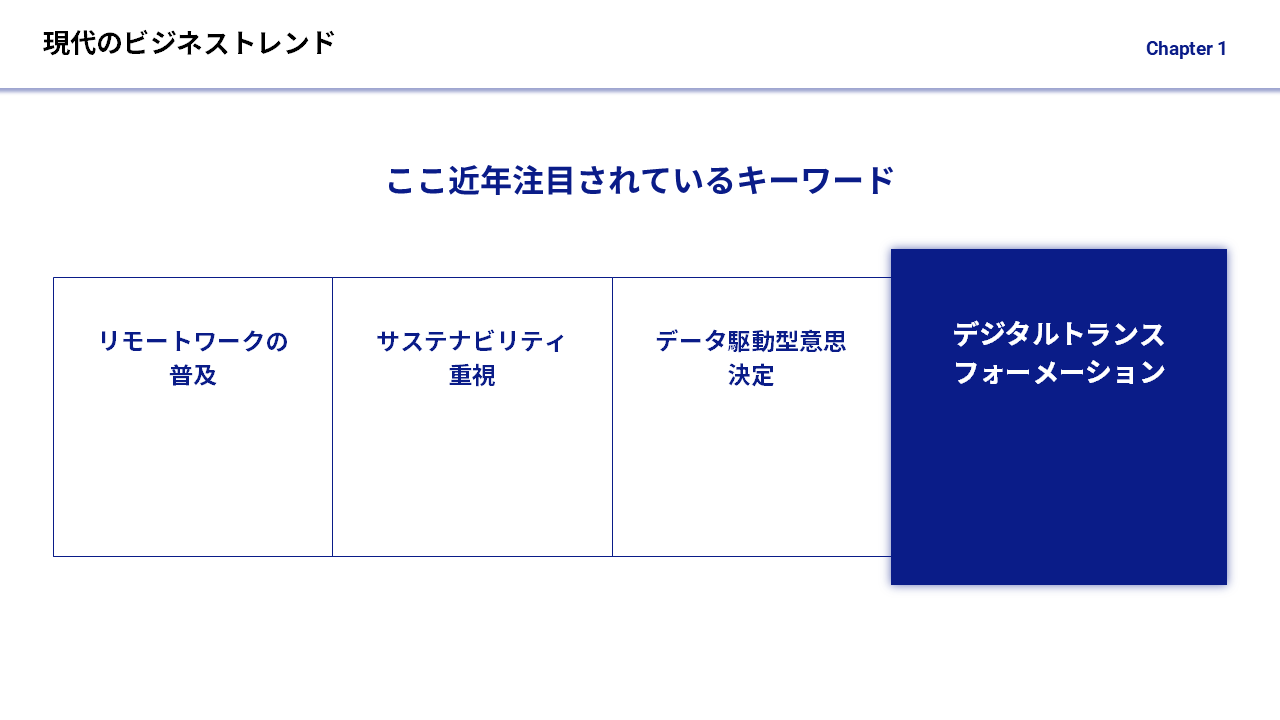 現代のビジネストレンド
Chapter 1
ここ近年注目されているキーワード
リモートワークの
普及
サステナビリティ
重視
データ駆動型意思
決定
デジタルトランス
フォーメーション